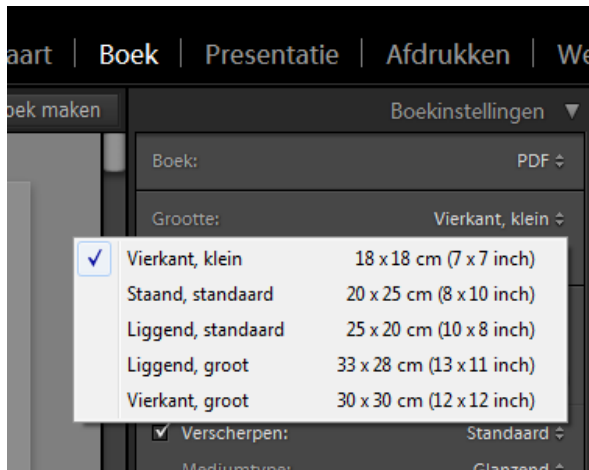 aart | Boek | Presentatie | Afdrukken | We
oek maken
Boekinstellingen ▼
Boek: PDF
Grootte: Vierkant, klein
✓ Vierkant, klein 18 x 18 cm (7 x 7 inch)
Staand, standaard 20 x 25 cm (8 x 10 inch)
Liggend, standaard 25 x 20 cm (10 x 8 inch)
Liggend, groot 33 x 28 cm (13 x 11 inch)
Vierkant, groot 30 x 30 cm (12 x 12 inch)
Verscherpen: Standaard
Mediumtype: Glanzend